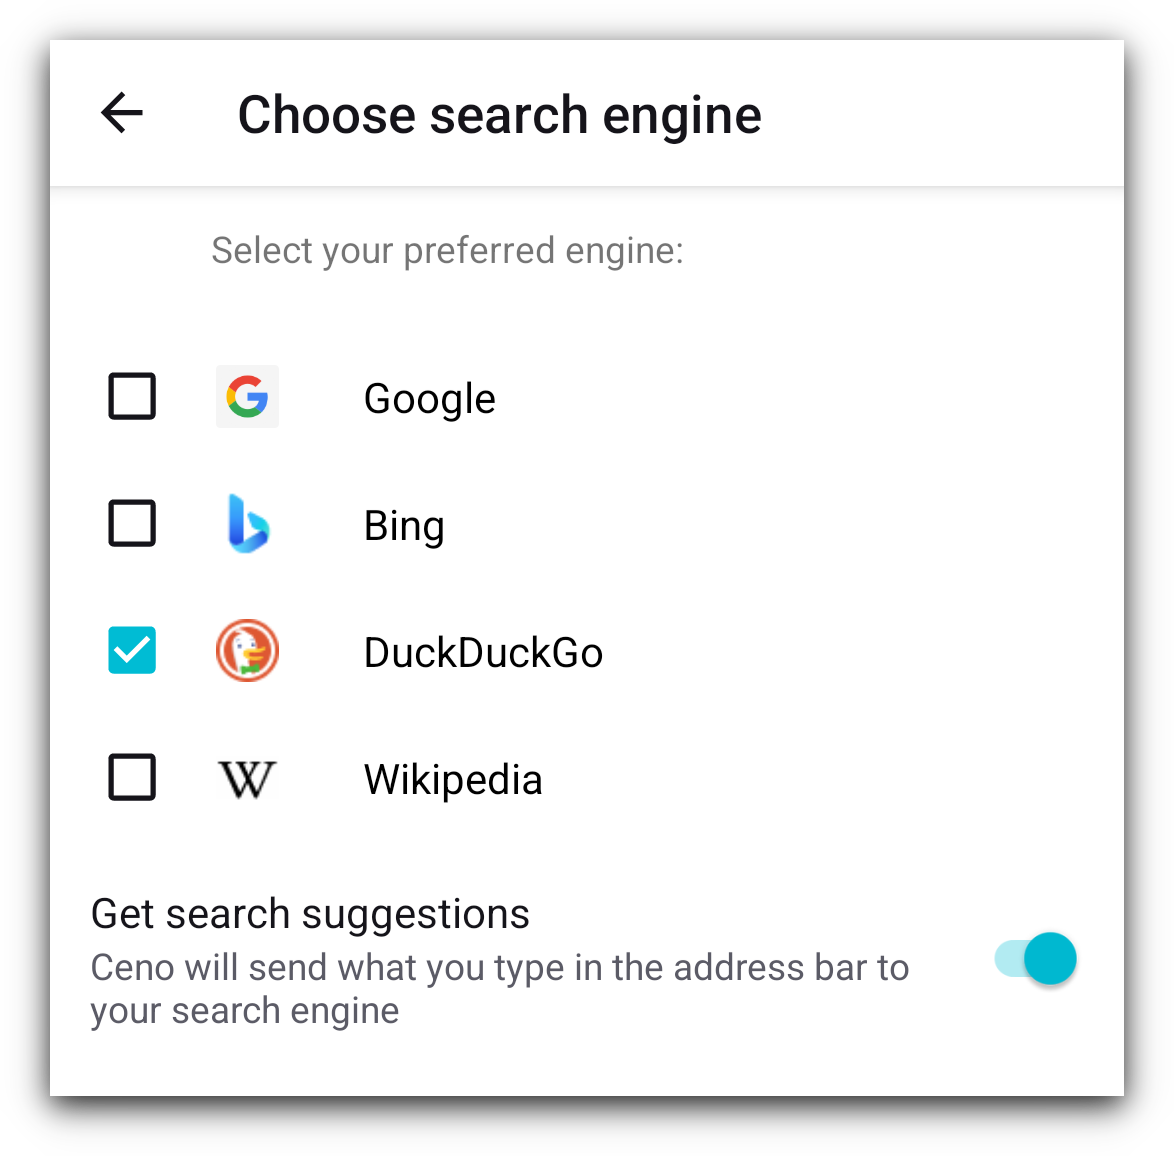 Choose search engine
Select your preferred engine:
Google
Bing
DuckDuckGo
W Wikipedia
Get search suggestions
Ceno will send what you type in the address bar to
your search engine